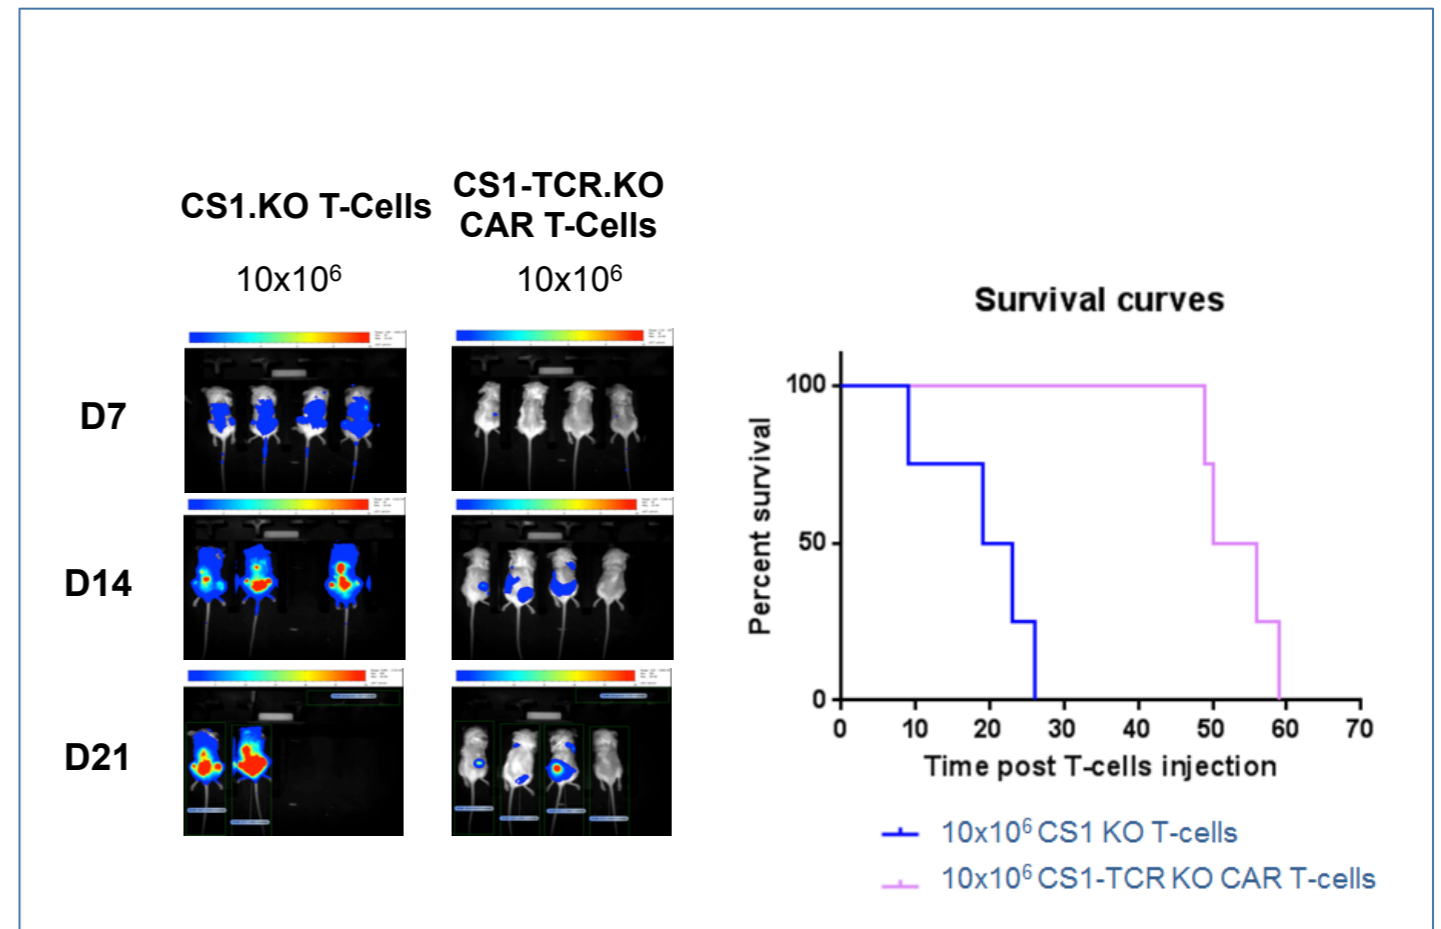 CS1.KO T-Cells
CS1-TCR.KO
CAR T-Cells
10x10⁶
10x10⁶
D7
D14
D21
Survival curves
Percent survival
100
50
0
0 10 20 30 40 50 60 70
Time post T-cells injection
10x10⁶ CS1 KO T-cells
10x10⁶ CS1-TCR KO CAR T-cells